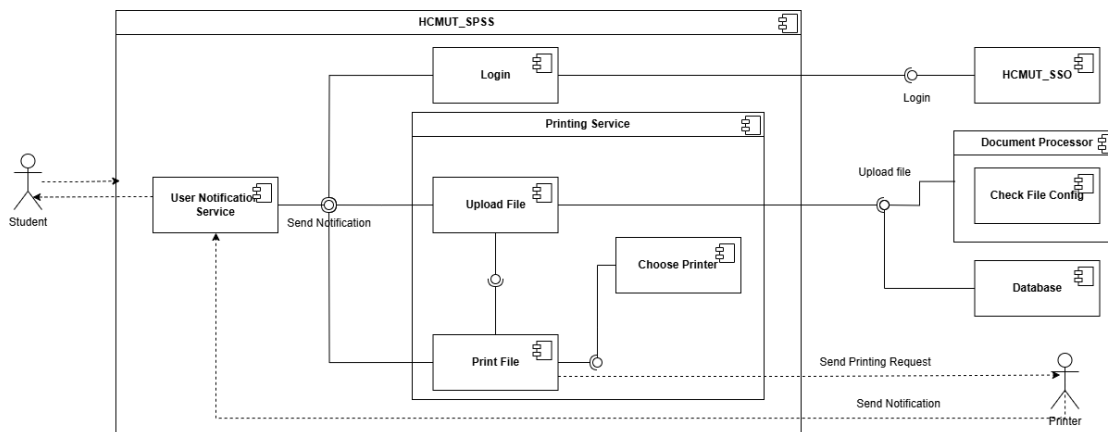 HCMUT_SPSS
Login
HCMUT_SSO
Login
Printing Service
Document Processor
Upload file
Check File Config
User Notification
Service
Upload File
Student
Send Notification
Choose Printer
Database
Print File
Send Printing Request
Send Notification
Printer